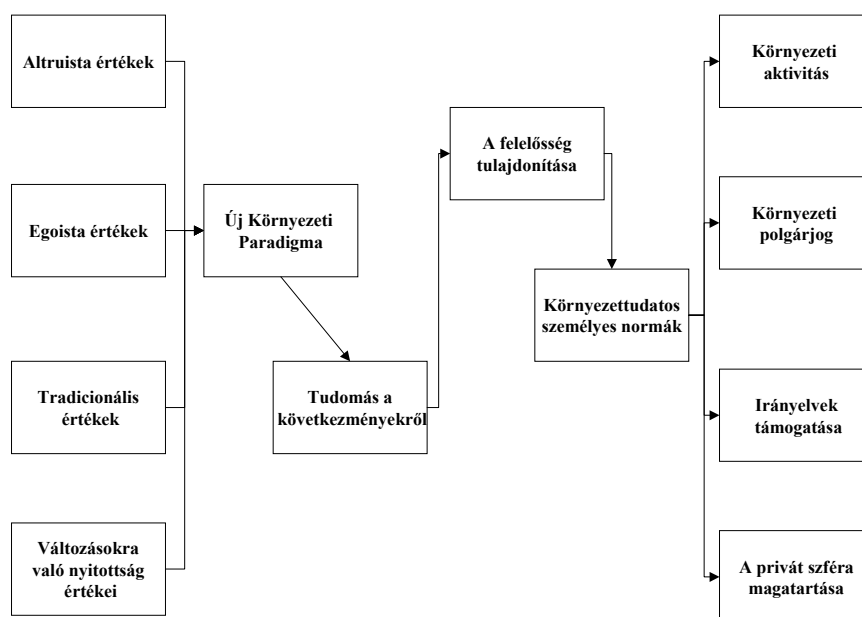 Altruista értékek
Egoista értékek
Tradicionális
értékek
Változásokra
való nyitottság
értékei
Új Környezeti
Paradigma
Tudomás a
következményekről
A felelősség
tulajdonítása
Környezettudatos
személyes normák
Környezeti
aktivitás
Környezeti
polgárjog
Irányelvek
támogatása
A privát szféra
magatartása